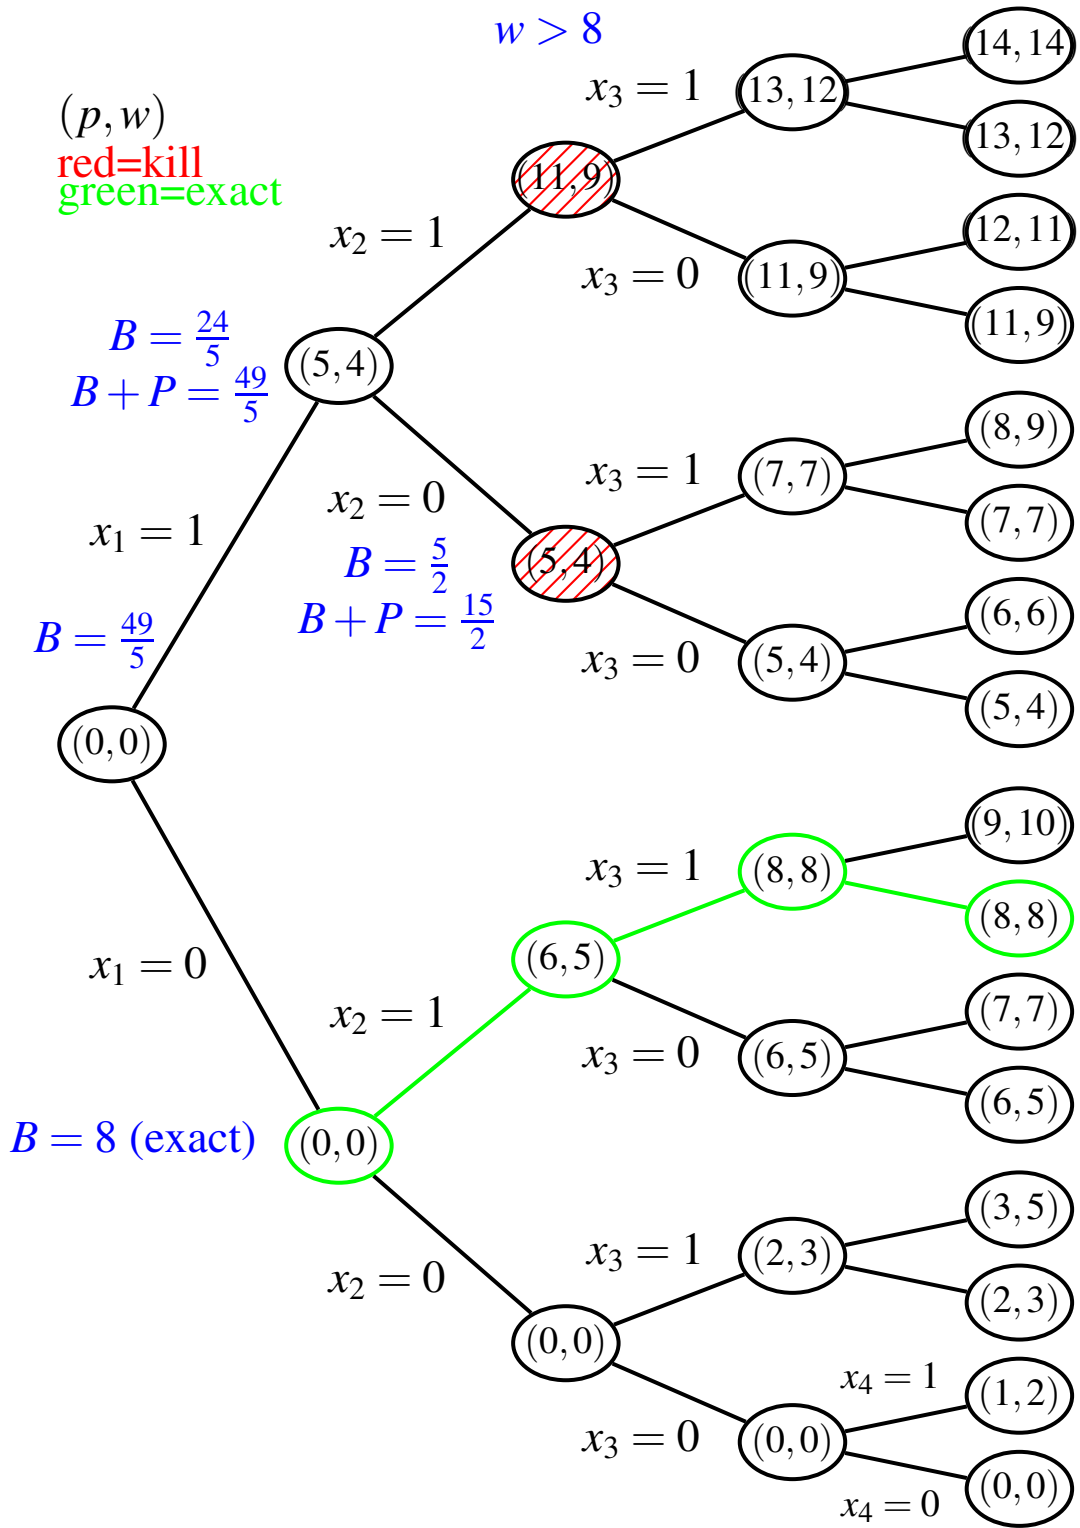 w > 8
(p, w)
red=kill
green=exact
(14, 14)
x₃ = 1
(13, 12)
(13, 12)
(11, 9)
x₂ = 1
(12, 11)
x₃ = 0
(11, 9)
(11, 9)
B = 24/5
B + P = 49/5
(5, 4)
(8, 9)
x₃ = 1
(7, 7)
(7, 7)
x₂ = 0
x₁ = 1
B = 5/2
B + P = 15/2
(5, 4)
(6, 6)
x₃ = 0
(5, 4)
(5, 4)
B = 49/5
(0, 0)
(9, 10)
x₃ = 1
(8, 8)
(8, 8)
x₁ = 0
(6, 5)
x₂ = 1
(7, 7)
x₃ = 0
(6, 5)
(6, 5)
B = 8 (exact)
(0, 0)
(3, 5)
x₃ = 1
(2, 3)
(2, 3)
x₂ = 0
(0, 0)
x₄ = 1
(1, 2)
x₃ = 0
(0, 0)
(0, 0)
x₄ = 0